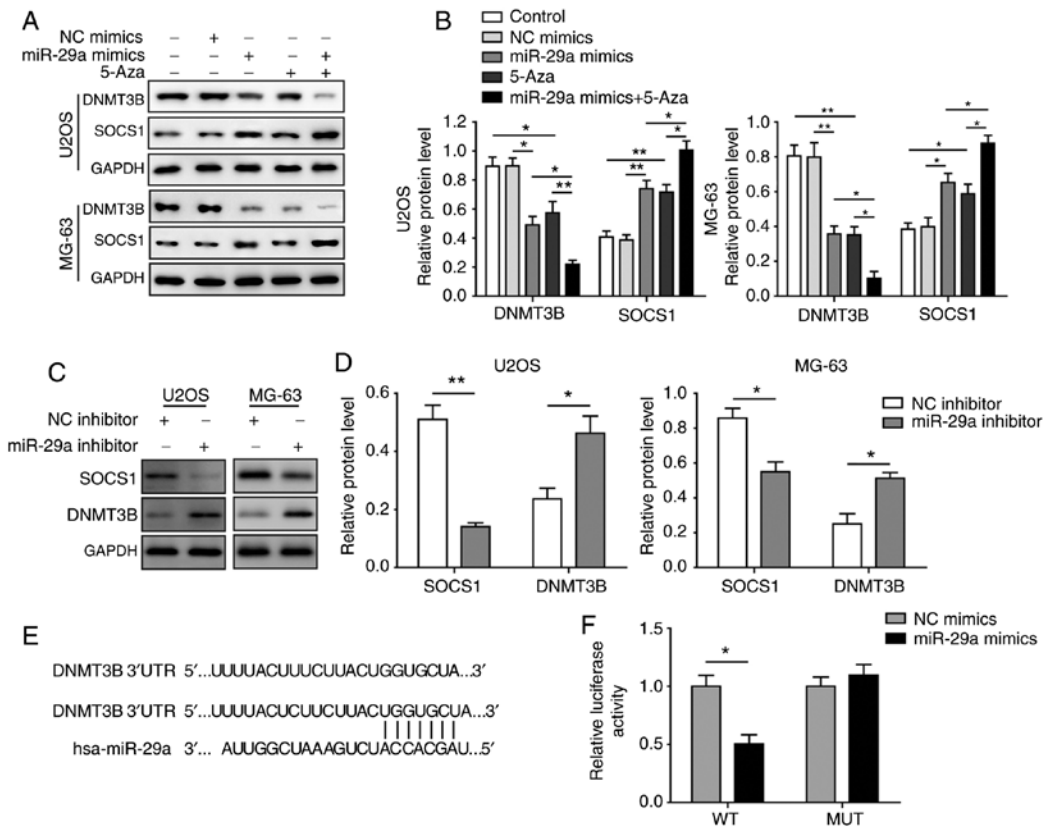 A
NC mimics − + − − −
miR-29a mimics − − + − +
5-Aza − − − + +
U2OS
DNMT3B
SOCS1
GAPDH
MG-63
DNMT3B
SOCS1
GAPDH
B
Control
NC mimics
miR-29a mimics
5-Aza
miR-29a mimics+5-Aza
U2OS
Relative protein level
1.2
1.0
0.8
0.6
0.4
0.2
0.0
** * * ** ** ** * *
DNMT3B SOCS1
MG-63
Relative protein level
1.0
0.8
0.6
0.4
0.2
0.0
** ** * * * * * *
DNMT3B SOCS1
C
U2OS MG-63
NC inhibitor + − + −
miR-29a inhibitor − + − +
SOCS1
DNMT3B
GAPDH
D
U2OS
Relative protein level
0.6
0.4
0.2
0.0
** *
SOCS1 DNMT3B
MG-63
Relative protein level
1.0
0.8
0.6
0.4
0.2
0.0
* *
SOCS1 DNMT3B
NC inhibitor
miR-29a inhibitor
E
DNMT3B 3′UTR 5′...UUUUACUUUCUUACUGGUGCUA...3′
DNMT3B 3′UTR 5′...UUUUACUCUUCUUACUGGUGCUA...3′
hsa-miR-29a 3′... AUUGGCUAAAGUCUACCACGAU...5′
F
NC mimics
miR-29a mimics
Relative luciferase
activity
1.5
1.0
0.5
0.0
*
WT MUT